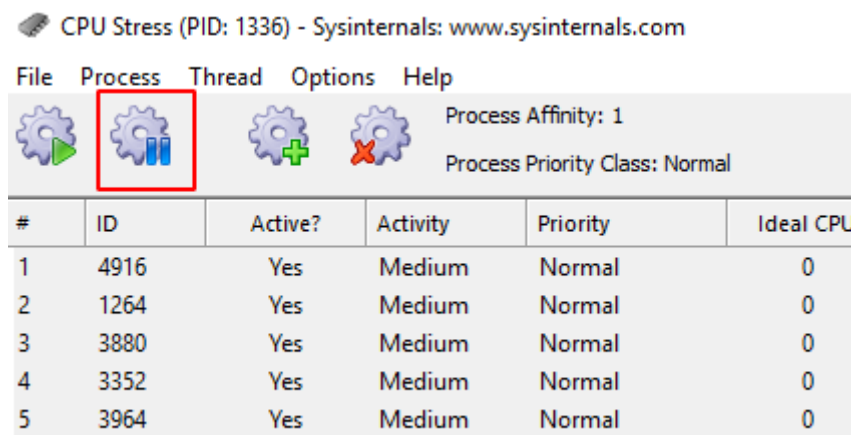 CPU Stress (PID: 1336) - Sysinternals: www.sysinternals.com
File Process Thread Options Help
Process Affinity: 1
Process Priority Class: Normal
# ID Active? Activity Priority Ideal CPU
1 4916 Yes Medium Normal 0
2 1264 Yes Medium Normal 0
3 3880 Yes Medium Normal 0
4 3352 Yes Medium Normal 0
5 3964 Yes Medium Normal 0